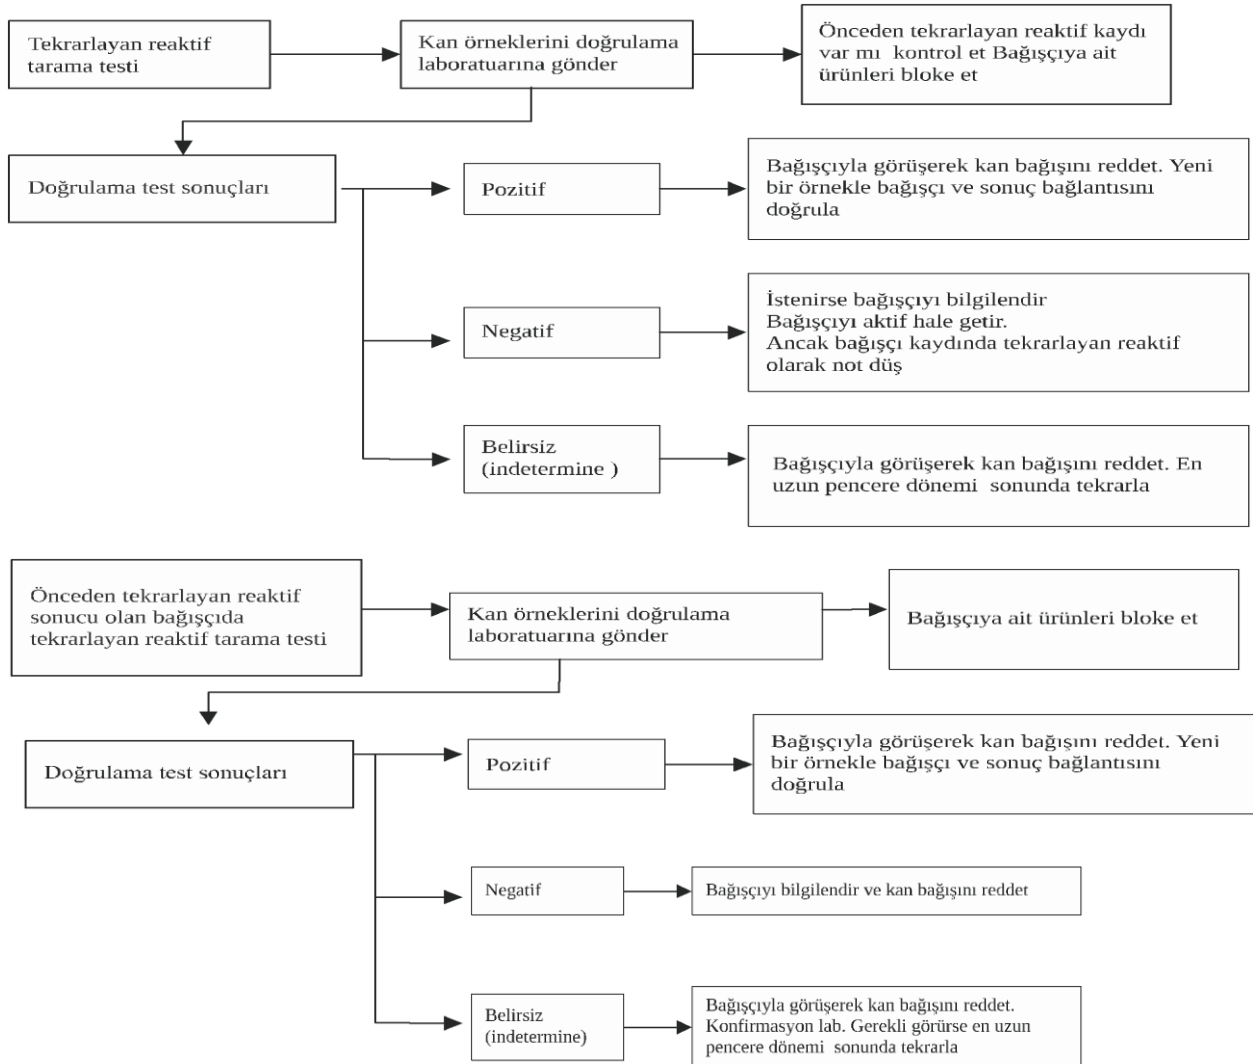 Tekrarlayan reaktif
tarama testi
Kan örneklerini doğrulama
laboratuarına gönder
Önceden tekrarlayan reaktif kaydı
var mı kontrol et Bağışçıya ait
ürünleri bloke et
Doğrulama test sonuçları
Pozitif
Bağışçıyla görüşerek kan bağışını reddet. Yeni
bir örnekle bağışçı ve sonuç bağlantısını
doğrula
Negatif
İstenirse bağışçıyı bilgilendir
Bağışçıyı aktif hale getir.
Ancak bağışçı kaydında tekrarlayan reaktif
olarak not düş
Belirsiz
(indetermine )
Bağışçıyla görüşerek kan bağışını reddet. En
uzun pencere dönemi sonunda tekrarla
Önceden tekrarlayan reaktif
sonucu olan bağışçıda
tekrarlayan reaktif tarama testi
Kan örneklerini doğrulama
laboratuarına gönder
Bağışçıya ait ürünleri bloke et
Doğrulama test sonuçları
Pozitif
Bağışçıyla görüşerek kan bağışını reddet. Yeni
bir örnekle bağışçı ve sonuç bağlantısını
doğrula
Negatif
Bağışçıyı bilgilendir ve kan bağışını reddet
Belirsiz
(indetermine)
Bağışçıyla görüşerek kan bağışını reddet.
Konfirmasyon lab. Gerekli görürse en uzun
pencere dönemi sonunda tekrarla